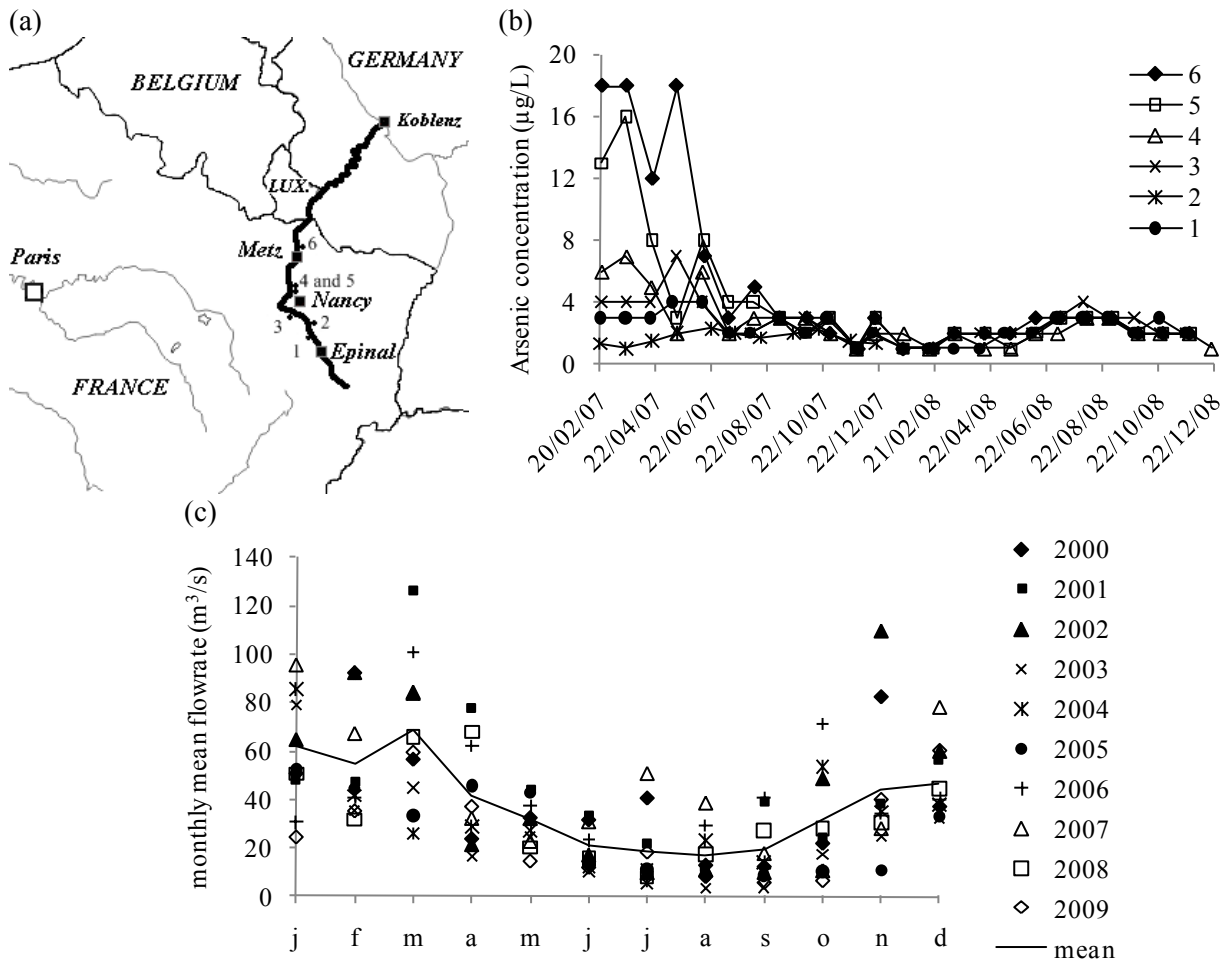 (a)
BELGIUM
GERMANY
Koblenz
LUX.
Metz
6
Paris
4 and 5
Nancy
3
2
1
Epinal
FRANCE
(b)
Arsenic concentration (µg/L)
20
16
12
8
4
0
20/02/07
22/04/07
22/06/07
22/08/07
22/10/07
22/12/07
21/02/08
22/04/08
22/06/08
22/08/08
22/10/08
22/12/08
6
5
4
3
2
1
(c)
monthly mean flowrate (m³/s)
140
120
100
80
60
40
20
0
j f m a m j j a s o n d
2000
2001
2002
2003
2004
2005
2006
2007
2008
2009
mean